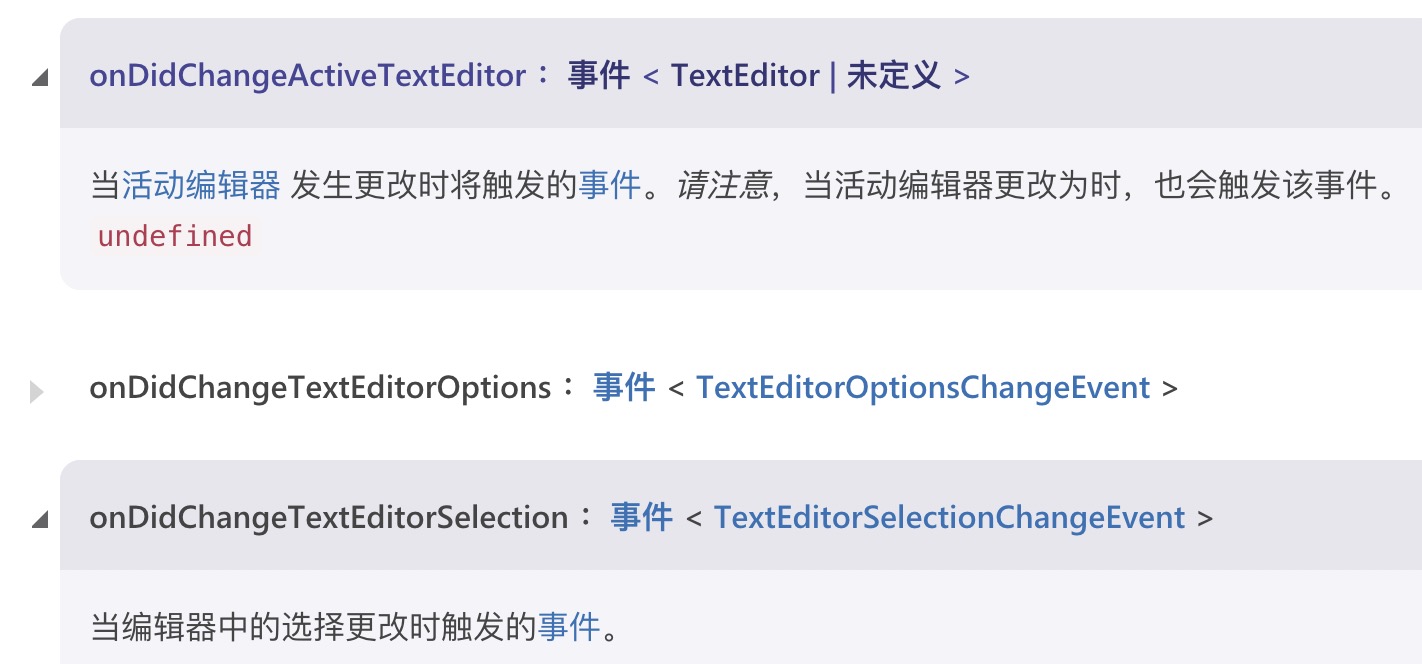 onDidChangeActiveTextEditor： 事件 < TextEditor | 未定义 >
当活动编辑器 发生更改时将触发的事件。请注意，当活动编辑器更改为时，也会触发该事件。
undefined
onDidChangeTextEditorOptions： 事件 < TextEditorOptionsChangeEvent >
onDidChangeTextEditorSelection： 事件 < TextEditorSelectionChangeEvent >
当编辑器中的选择更改时触发的事件。